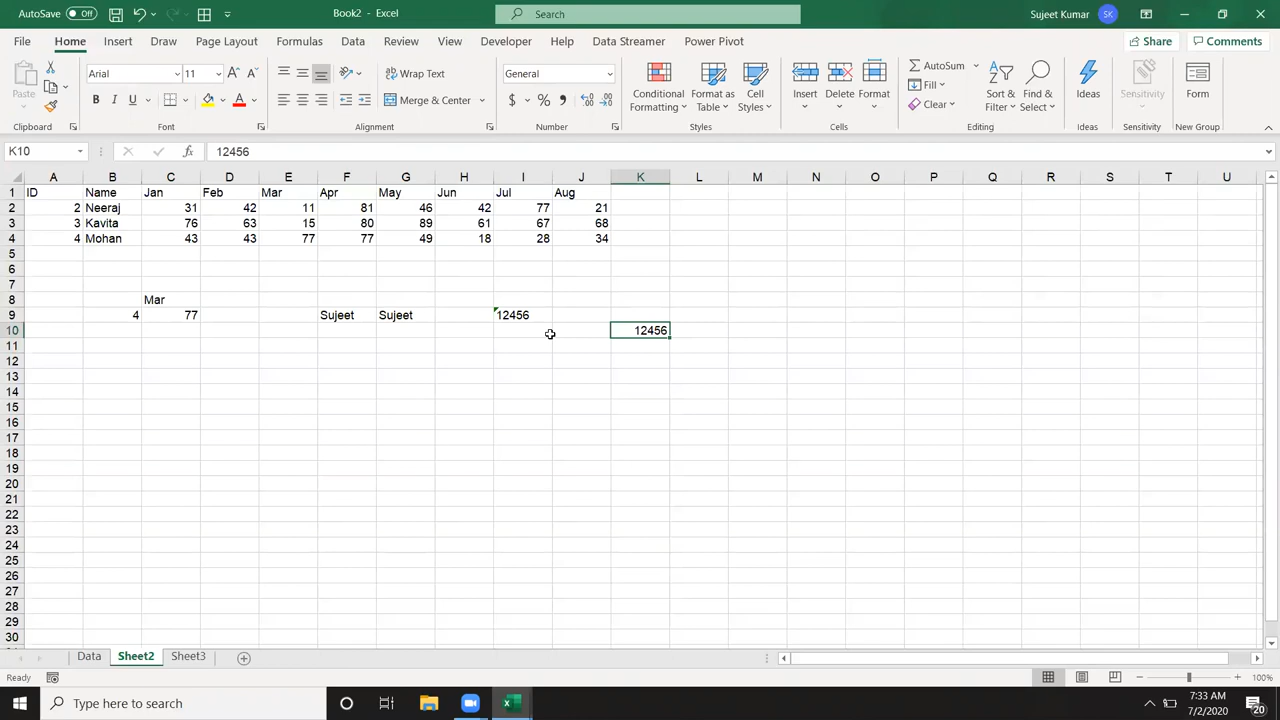 AutoSave Off Book2 - Excel Search Sujeet Kumar SK
File Home Insert Draw Page Layout Formulas Data Review View Developer Help Data Streamer Power Pivot Share Comments
Paste Arial 11 Wrap Text General Conditional Formatting Format as Table Cell Styles Insert Delete Format AutoSum Fill Clear Sort & Filter Find & Select Ideas Sensitivity Form
B I U Merge & Center $ % ,
Clipboard Font Alignment Number Styles Cells Editing Ideas Sensitivity New Group
K10 fx 12456
A B C D E F G H I J K L M N O P Q R S T U
1 ID Name Jan Feb Mar Apr May Jun Jul Aug
2 2 Neeraj 31 42 11 81 46 42 77 21
3 3 Kavita 76 63 15 80 89 61 67 68
4 4 Mohan 43 43 77 77 49 18 28 34
5
6
7
8 Mar
9 4 77 Sujeet Sujeet 12456
10 12456
11
12
13
14
15
16
17
18
19
20
21
22
23
24
25
26
27
28
29
30
Data Sheet2 Sheet3
Ready 100%
Type here to search 7:33 AM
7/2/2020 20